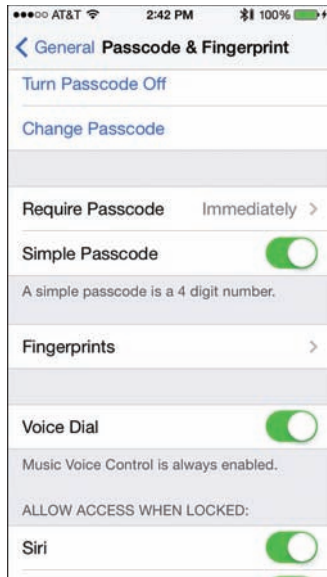 AT&T 2:42 PM 100%
General Passcode & Fingerprint
Turn Passcode Off
Change Passcode
Require Passcode Immediately
Simple Passcode
A simple passcode is a 4 digit number.
Fingerprints
Voice Dial
Music Voice Control is always enabled.
ALLOW ACCESS WHEN LOCKED:
Siri